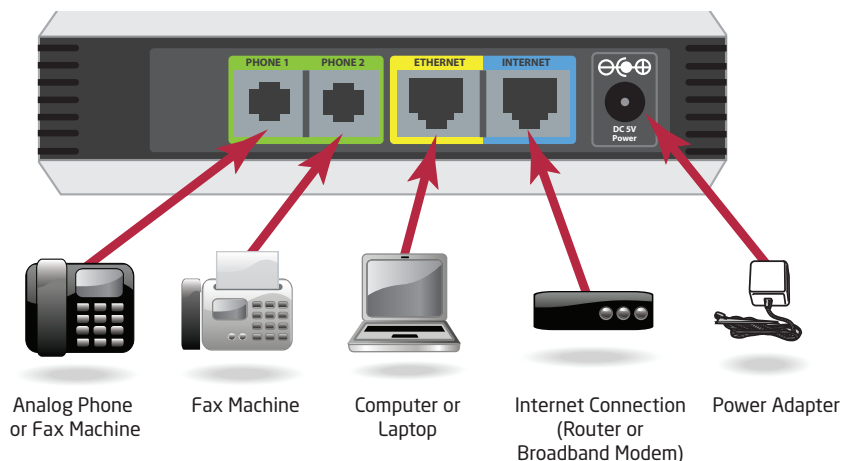 PHONE 1 PHONE 2 ETHERNET INTERNET
DC 5V
Power
Analog Phone
or Fax Machine
Fax Machine
Computer or
Laptop
Internet Connection
(Router or
Broadband Modem)
Power Adapter